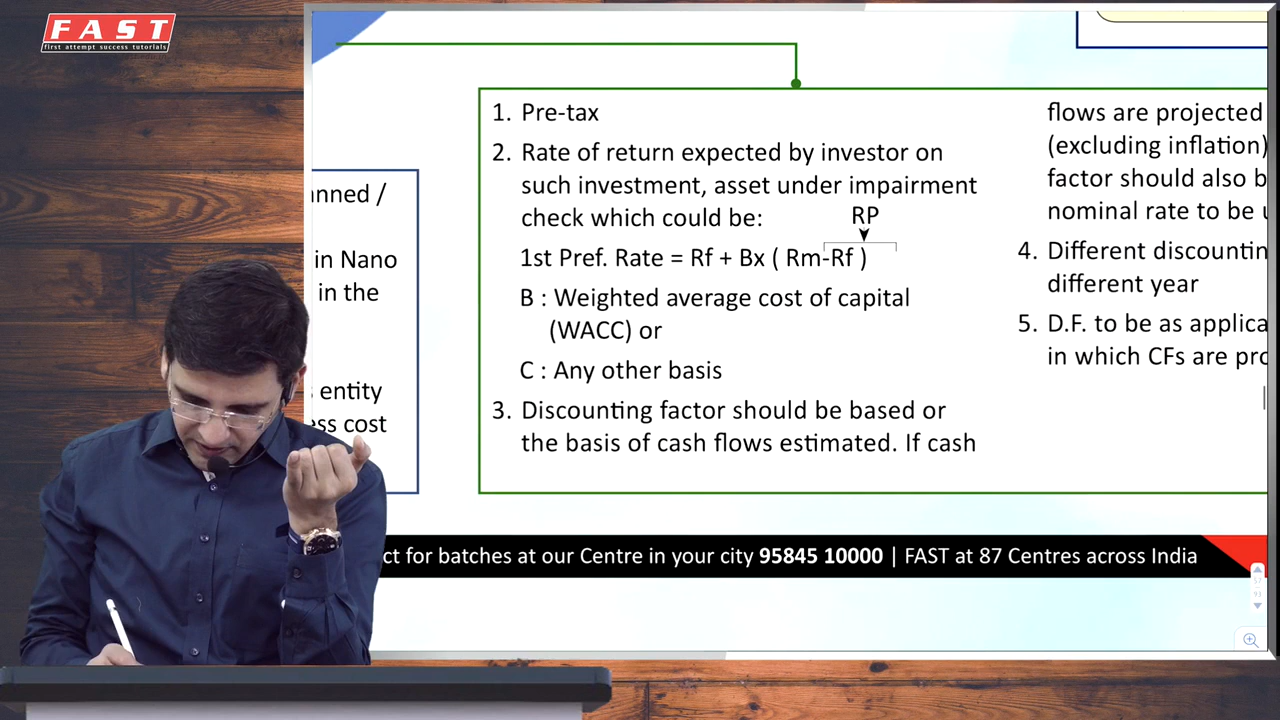 FAST
first attempt success tutorials
1. Pre-tax
2. Rate of return expected by investor on
such investment, asset under impairment
check which could be:
RP
1st Pref. Rate = Rf + Bx ( Rm-Rf )
B : Weighted average cost of capital
(WACC) or
C : Any other basis
3. Discounting factor should be based or
the basis of cash flows estimated. If cash
flows are projected
(excluding inflation)
factor should also b
nominal rate to be
4. Different discountin
different year
5. D.F. to be as applica
in which CFs are pro
nned /
in Nano
in the
entity
ss cost
ct for batches at our Centre in your city 95845 10000 | FAST at 87 Centres across India